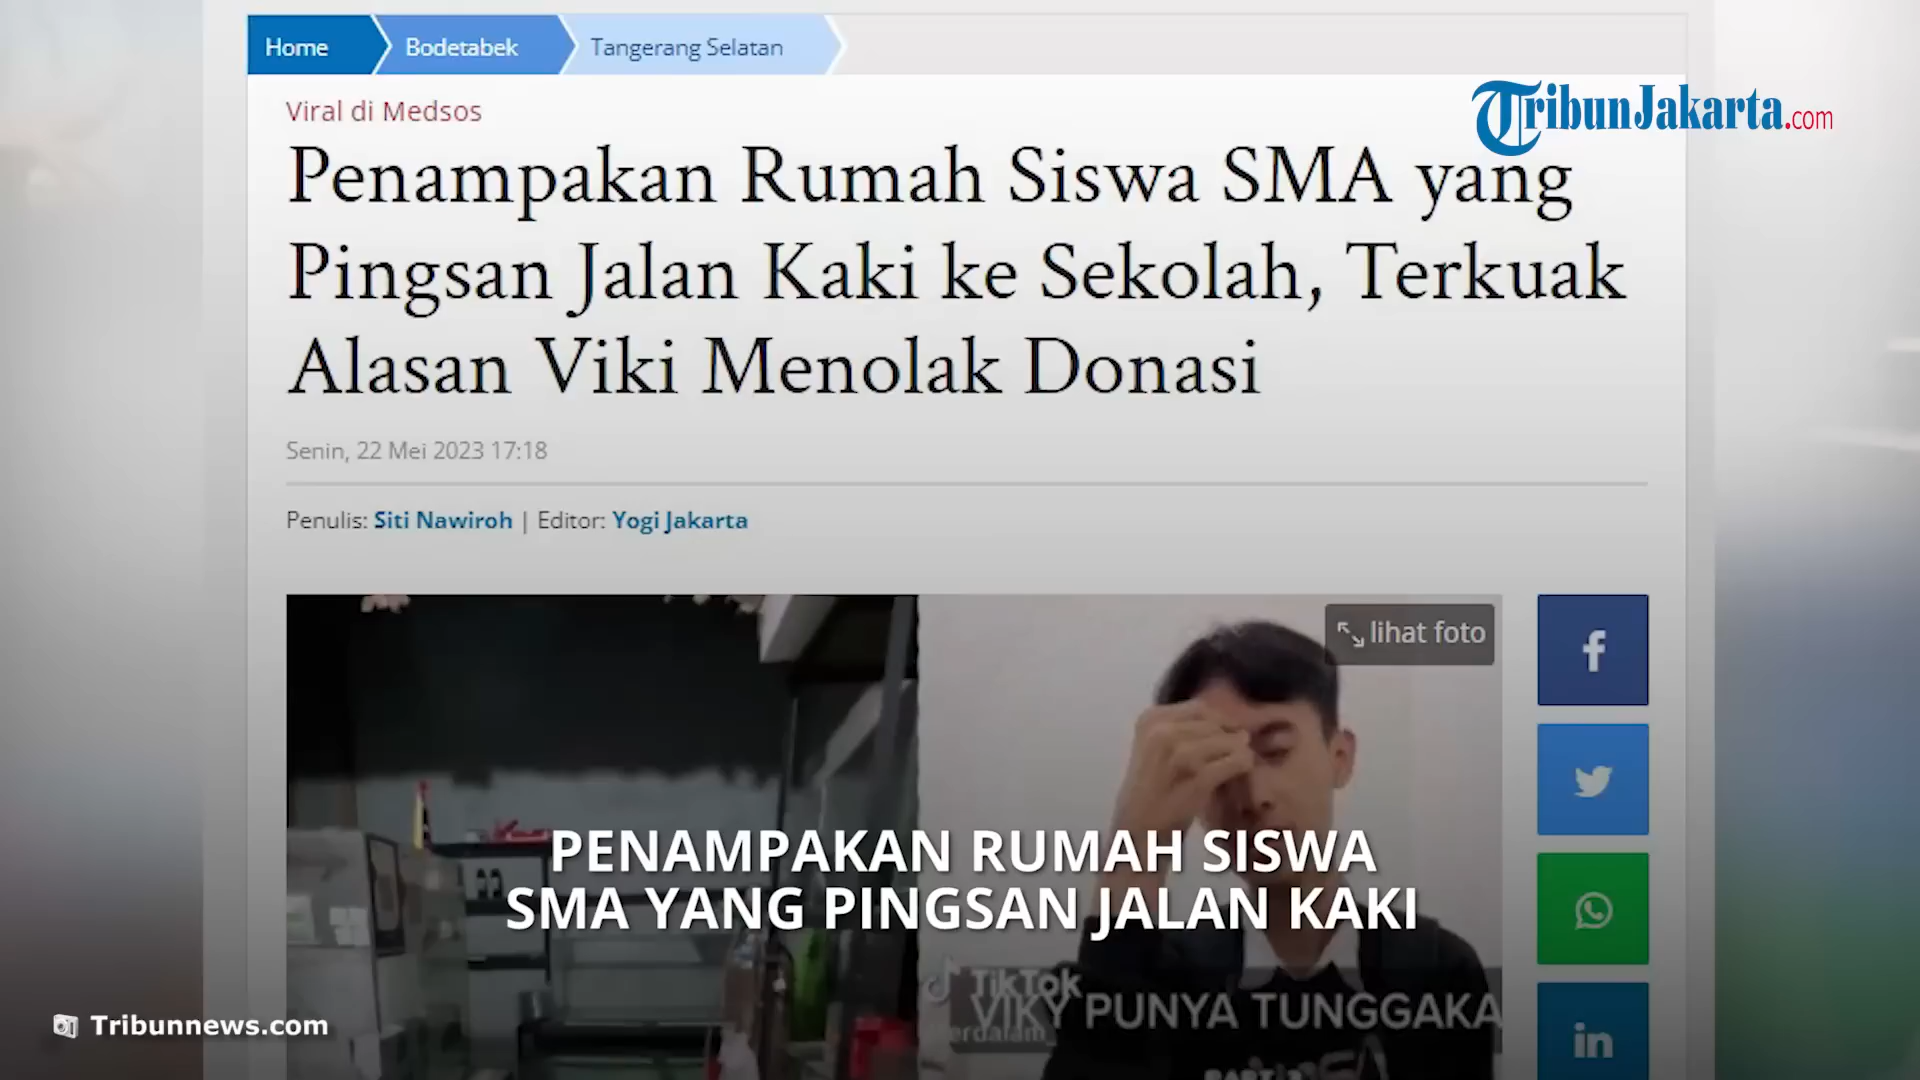 Home
Bodetabek
Tangerang Selatan
Viral di Medsos
TribunJakarta.com
Penampakan Rumah Siswa SMA yang
Pingsan Jalan Kaki ke Sekolah, Terkuak
Alasan Viki Menolak Donasi
Senin, 22 Mei 2023 17:18
Penulis: Siti Nawiroh | Editor: Yogi Jakarta
lihat foto
PENAMPAKAN RUMAH SISWA
SMA YANG PINGSAN JALAN KAKI
TikTok
VIKY PUNYA TUNGGAKA
Tribunnews.com